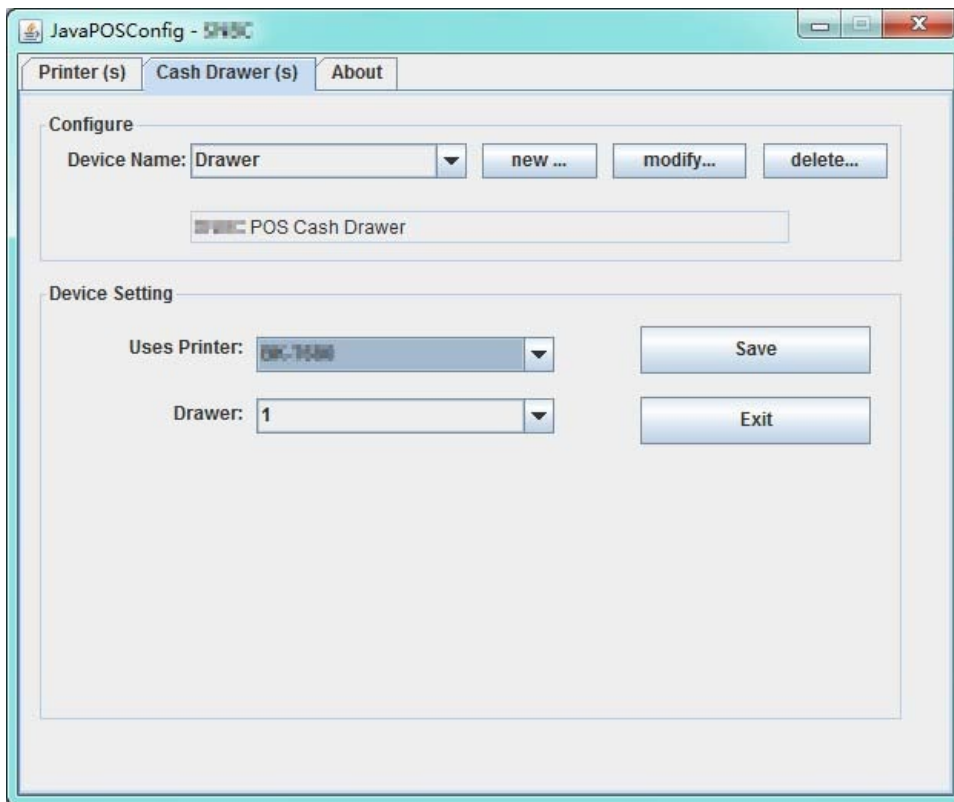 JavaPOSConfig -
Printer (s) Cash Drawer (s) About
Configure
Device Name: Drawer new ... modify... delete...
POS Cash Drawer
Device Setting
Uses Printer: Save
Drawer: 1 Exit